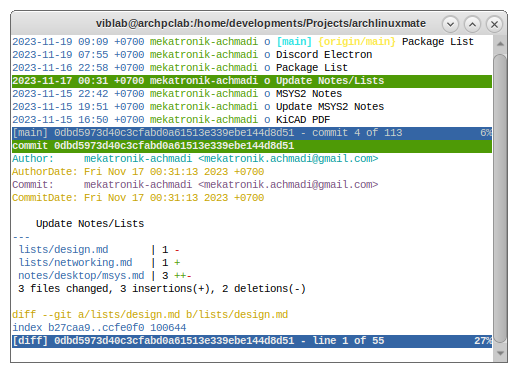 viblab@archpclab:/home/developments/Projects/archlinuxmate
2023-11-19 09:09 +0700 mekatronik-achmadi o [main] {origin/main} Package List
2023-11-19 07:55 +0700 mekatronik-achmadi o Discord Electron
2023-11-16 22:58 +0700 mekatronik-achmadi o Package List
2023-11-17 00:31 +0700 mekatronik-achmadi o Update Notes/Lists
2023-11-15 22:42 +0700 mekatronik-achmadi o MSYS2 Notes
2023-11-15 19:51 +0700 mekatronik-achmadi o Update MSYS2 Notes
2023-11-15 16:49 +0700 mekatronik-achmadi o KiCAD PDF
[main] 0dbd5973d40c3cfabd0a61513e339ebe144d8d51 - commit 4 of 113 6%
commit 0dbd5973d40c3cfabd0a61513e339ebe144d8d51
Author:     mekatronik-achmadi <mekatronik.achmadi@gmail.com>
AuthorDate: Fri Nov 17 00:31:13 2023 +0700
Commit:     mekatronik-achmadi <mekatronik.achmadi@gmail.com>
CommitDate: Fri Nov 17 00:31:13 2023 +0700
Update Notes/Lists
---
lists/design.md       | 1 -
lists/networking.md   | 1 +
notes/desktop/msys.md | 3 ++-
3 files changed, 3 insertions(+), 2 deletions(-)
diff --git a/lists/design.md b/lists/design.md
index b27caa9..ccfe0f0 100644
[diff] 0dbd5973d40c3cfabd0a61513e339ebe144d8d51 - line 1 of 55 27%